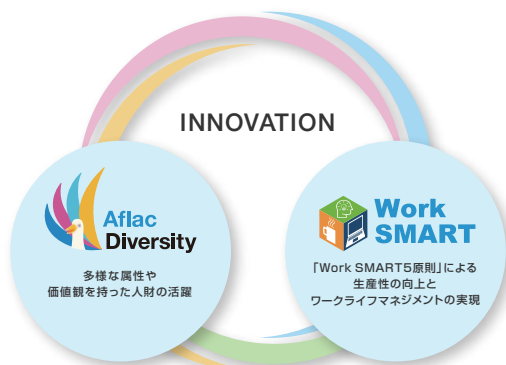 INNOVATION
Aflac
Diversity
多様な属性や
価値観を持った人財の活躍
Work
SMART
「Work SMART5原則」による
生産性の向上と
ワークライフマネジメントの実現